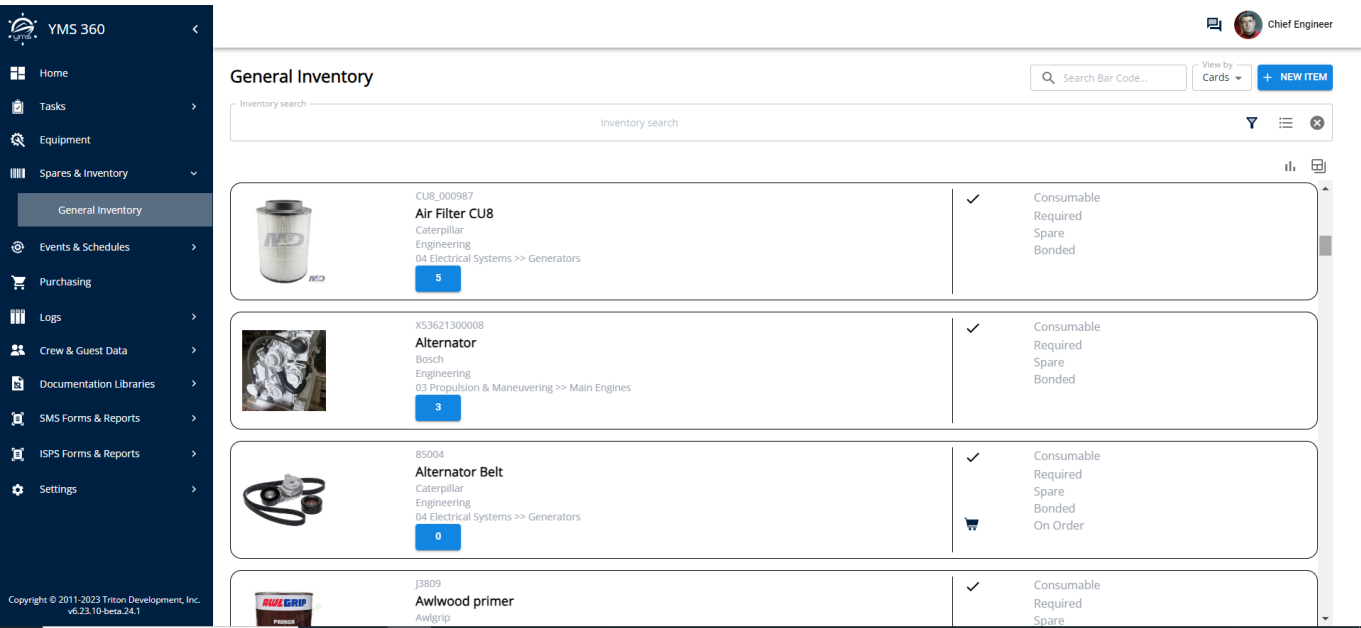 yms.
YMS 360
Chief Engineer
Home
Tasks
Equipment
Spares & Inventory
General Inventory
Events & Schedules
Purchasing
Logs
Crew & Guest Data
Documentation Libraries
SMS Forms & Reports
ISPS Forms & Reports
Settings
Copyright © 2011-2023 Triton Development, Inc.
v6.23.10-beta.24.1
General Inventory
Search Bar Code...
View by
Cards
+ NEW ITEM
Inventory search
Inventory search
M&D
M&D
CU8_000987
Air Filter CU8
Caterpillar
Engineering
04 Electrical Systems >> Generators
5
Consumable
Required
Spare
Bonded
X53621300008
Alternator
Bosch
Engineering
03 Propulsion & Maneuvering >> Main Engines
3
Consumable
Required
Spare
Bonded
85004
Alternator Belt
Caterpillar
Engineering
04 Electrical Systems >> Generators
0
Consumable
Required
Spare
Bonded
On Order
AWLGRIP
PRIMER
J3809
Awlwood primer
Awlgrip
Consumable
Required
Spare